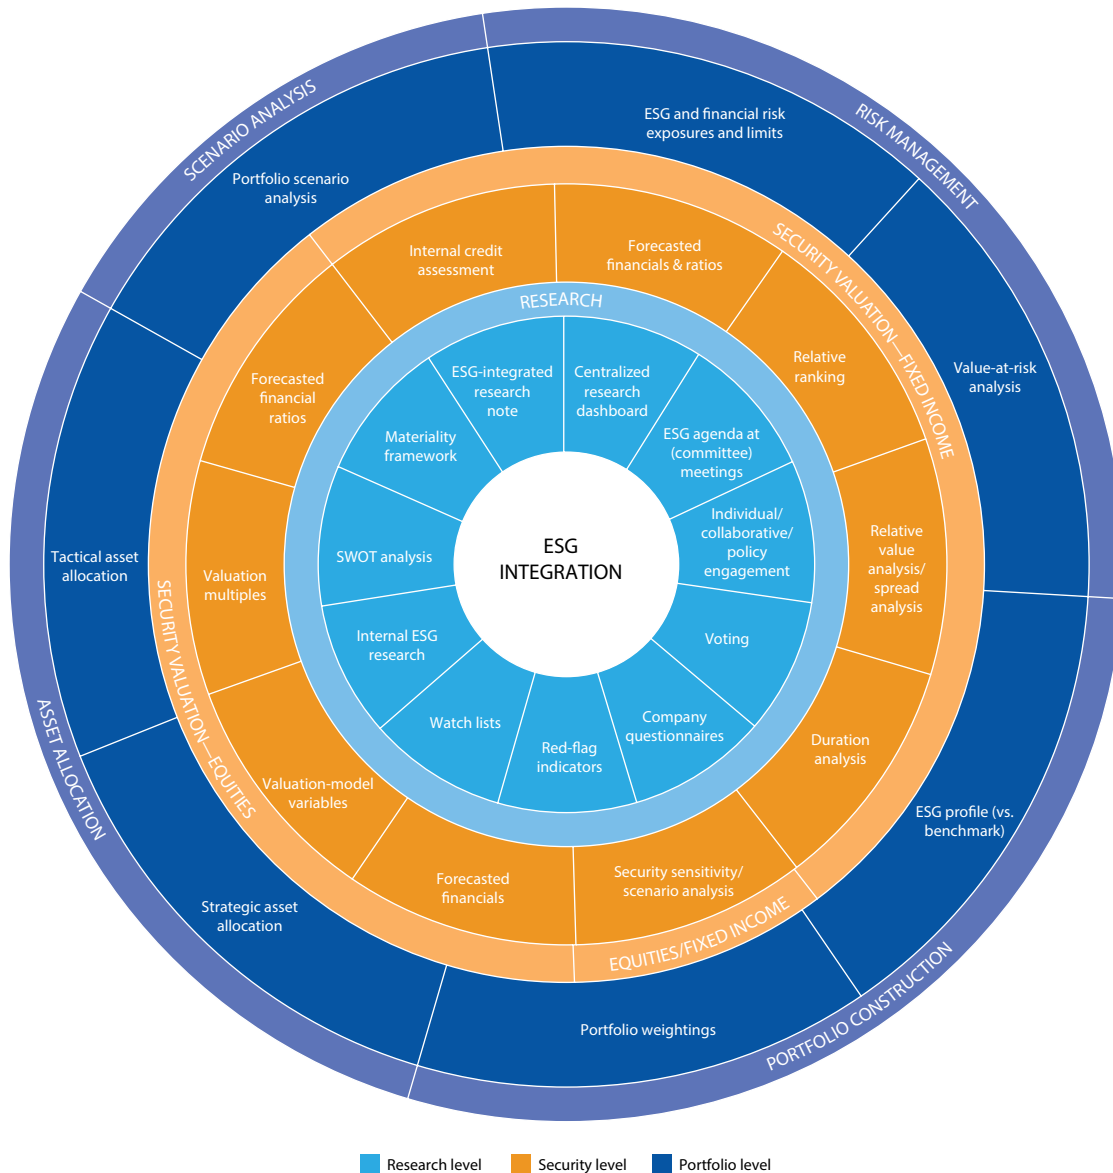 SCENARIO ANALYSIS
RISK MANAGEMENT
ESG and financial risk
exposures and limits
Portfolio scenario
analysis
Value-at-risk
analysis
Tactical asset
allocation
ASSET ALLOCATION
Strategic asset
allocation
Portfolio weightings
ESG profile (vs.
benchmark)
PORTFOLIO CONSTRUCTION
SECURITY VALUATION—FIXED INCOME
Internal credit
assessment
Forecasted
financials & ratios
Relative
ranking
Relative
value
analysis/
spread
analysis
Duration
analysis
EQUITIES/FIXED INCOME
Security sensitivity/
scenario analysis
SECURITY VALUATION—EQUITIES
Forecasted
financial
ratios
Valuation
multiples
Valuation-model
variables
Forecasted
financials
RESEARCH
ESG-integrated
research
note
Centralized
research
dashboard
ESG agenda at
(committee)
meetings
Individual/
collaborative/
policy
engagement
Voting
Company
questionnaires
Red-flag
indicators
Watch lists
Internal ESG
research
SWOT analysis
Materiality
framework
ESG
INTEGRATION
Research level
Security level
Portfolio level